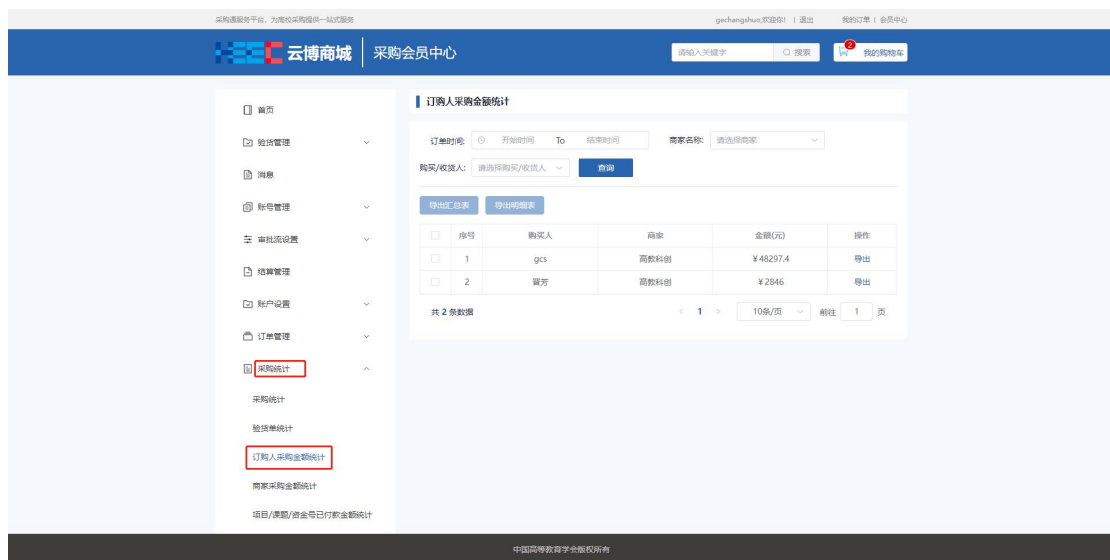 采购通服务平台，为高校采购提供一站式服务
gechangshuo,欢迎你! | 退出 我的订单 | 会员中心
HEEC 云博商城 采购会员中心
请输入关键字 搜索 2 我的购物车
首页
验货管理
消息
账号管理
审批流设置
结算管理
账户设置
订单管理
采购统计
采购统计
验货单统计
订购人采购金额统计
商家采购金额统计
项目/课题/资金号已付款金额统计
订购人采购金额统计
订单时间: 开始时间 To 结束时间 商家名称: 请选择商家
购买/收货人: 请选择购买/收货人 查询
导出汇总表 导出明细表
序号 购买人 商家 金额(元) 操作
1 gcs 高教科创 ¥48297.4 导出
2 晋芳 高教科创 ¥2846 导出
共 2 条数据 < 1 > 10条/页 前往 1 页
中国高等教育学会版权所有